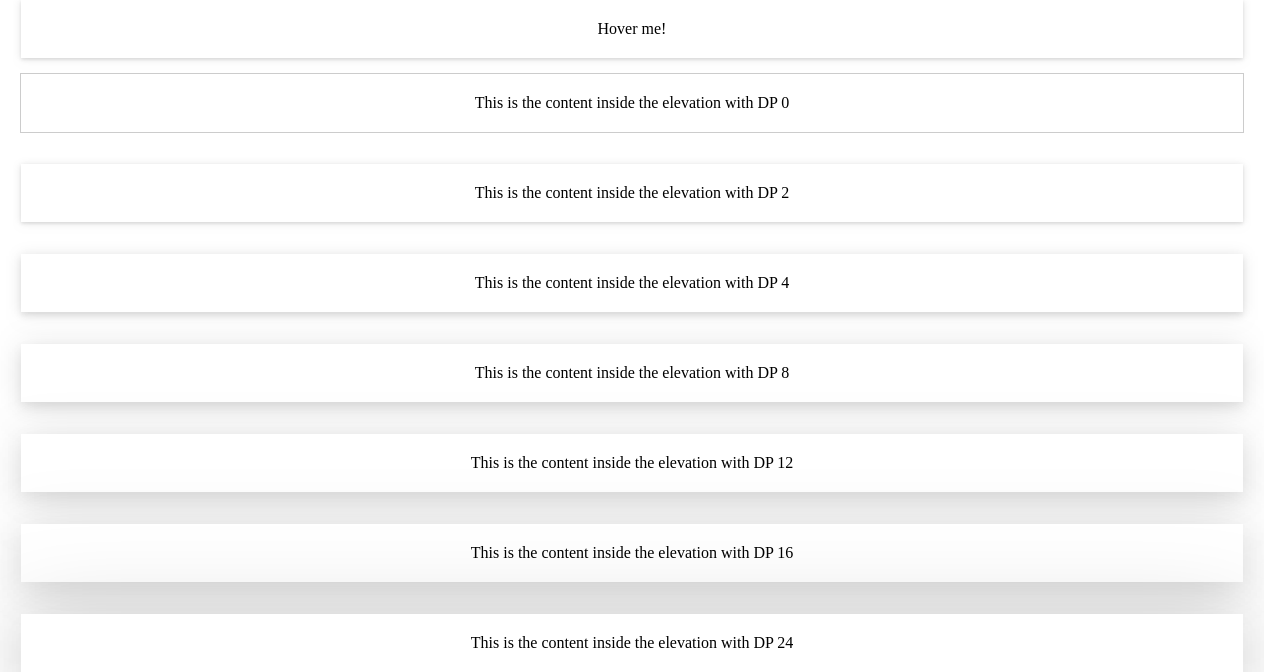 Hover me!
This is the content inside the elevation with DP 0
This is the content inside the elevation with DP 2
This is the content inside the elevation with DP 4
This is the content inside the elevation with DP 8
This is the content inside the elevation with DP 12
This is the content inside the elevation with DP 16
This is the content inside the elevation with DP 24